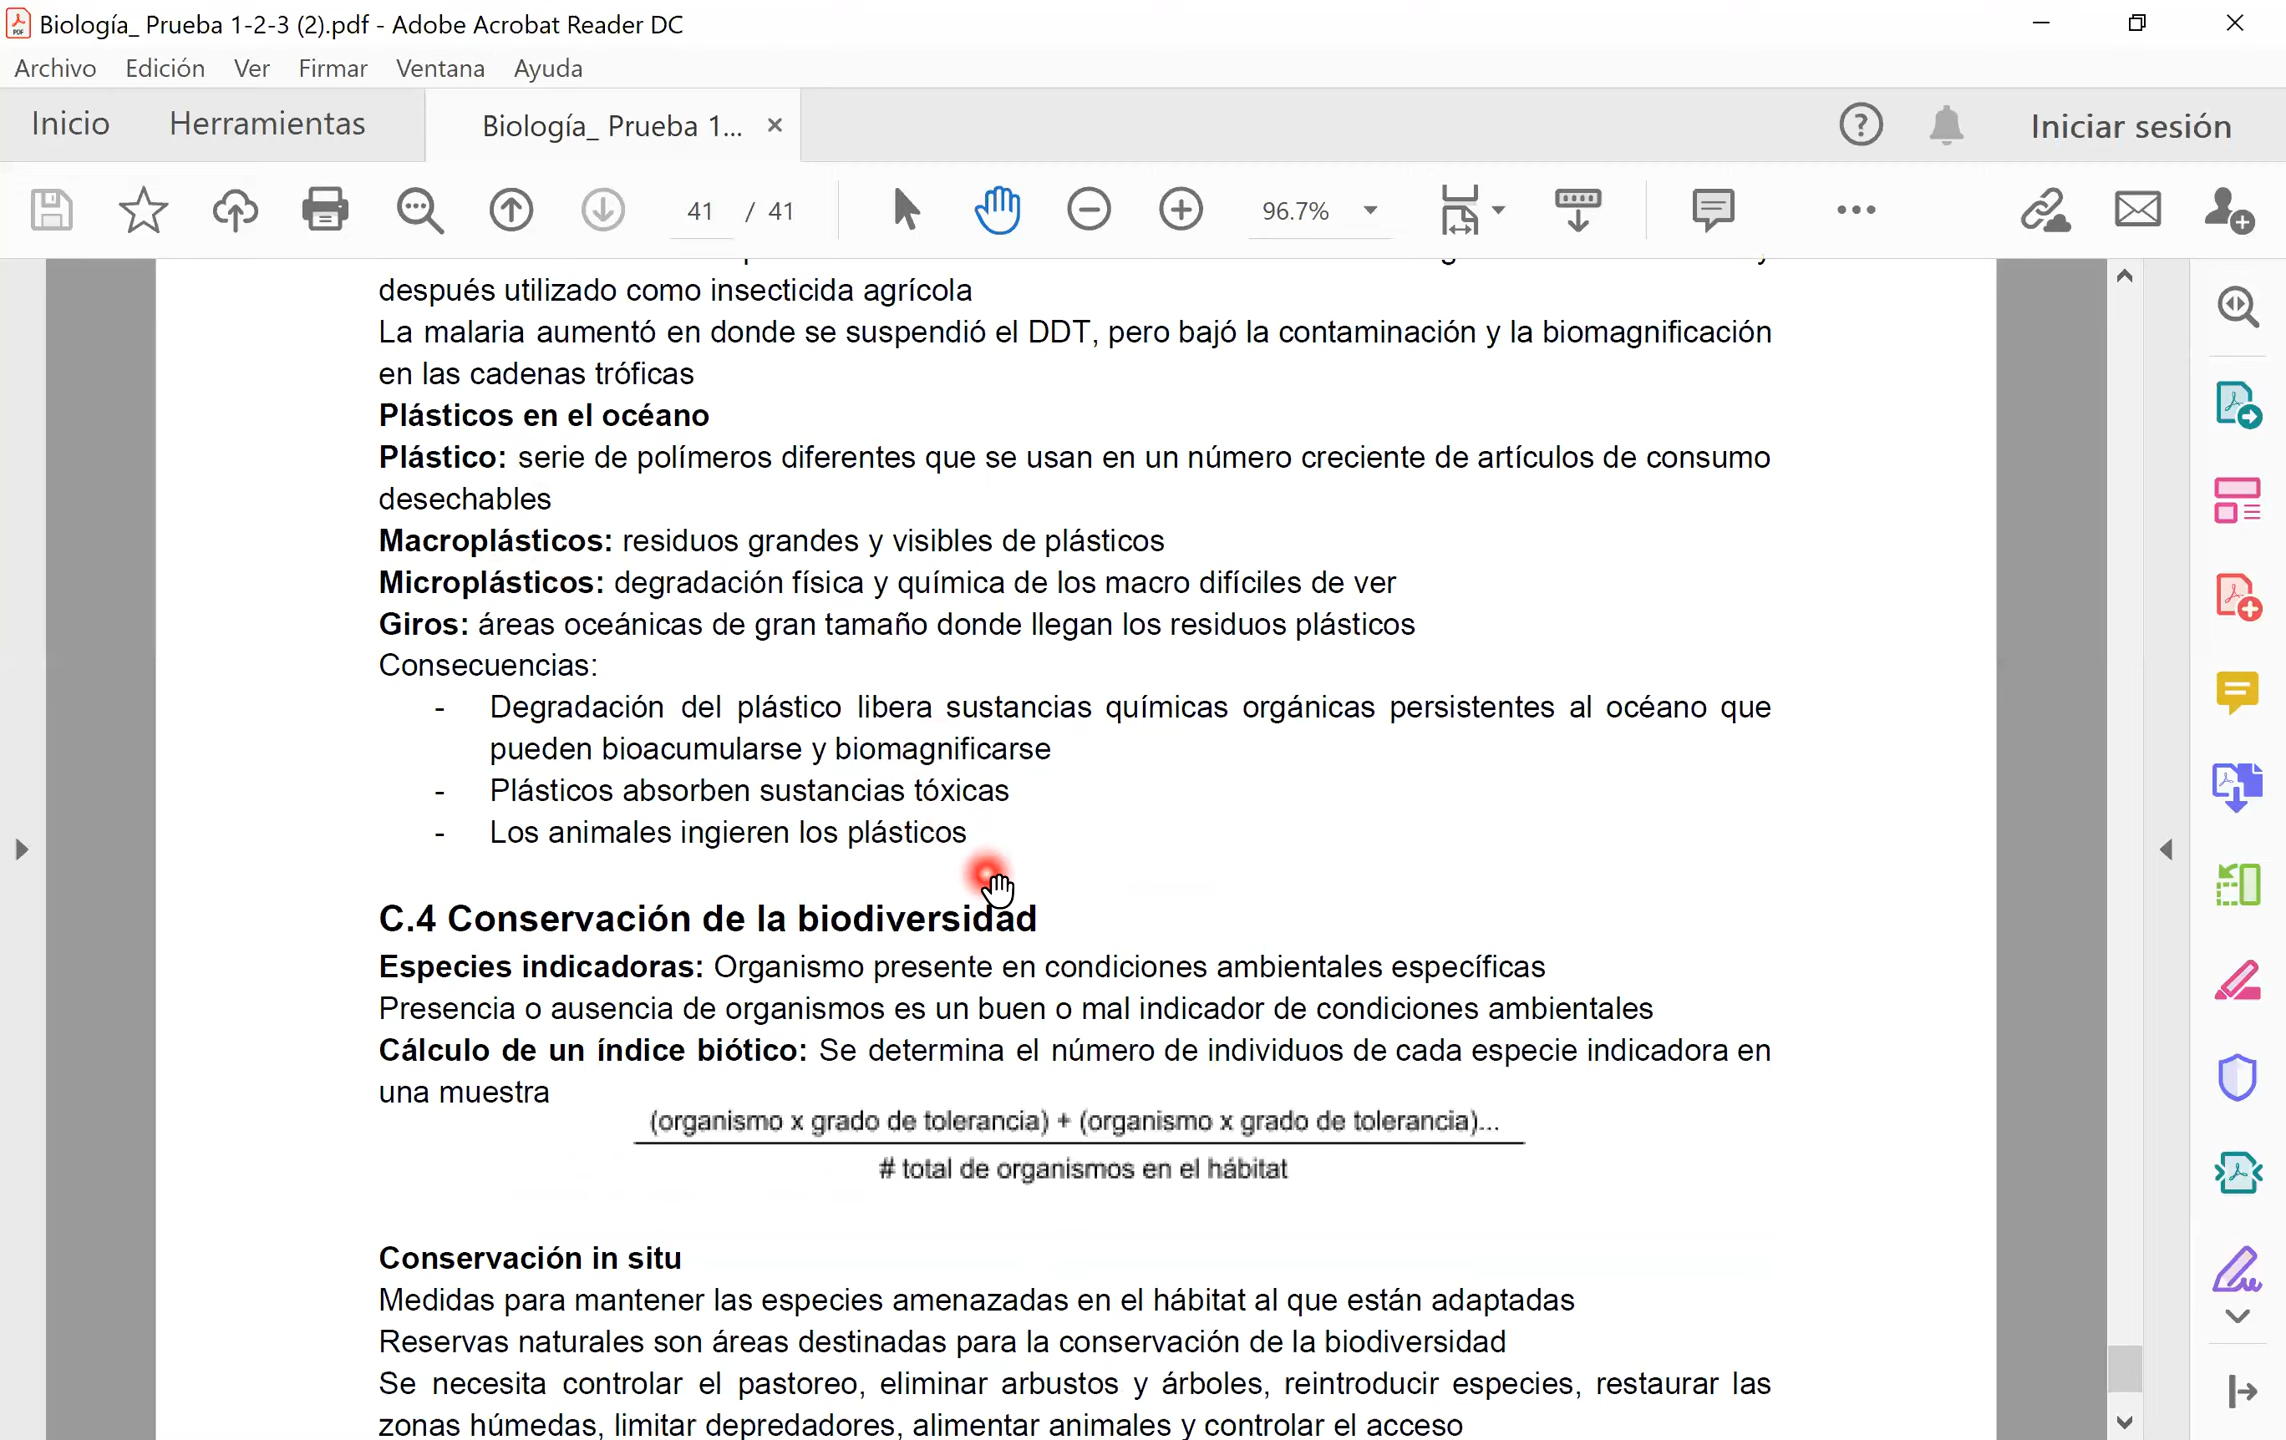 Biología_ Prueba 1-2-3 (2).pdf - Adobe Acrobat Reader DC
Archivo Edición Ver Firmar Ventana Ayuda
Inicio Herramientas Biología_ Prueba 1... × Iniciar sesión
41 / 41 96.7%
después utilizado como insecticida agrícola
La malaria aumentó en donde se suspendió el DDT, pero bajó la contaminación y la biomagnificación
en las cadenas tróficas
Plásticos en el océano
Plástico: serie de polímeros diferentes que se usan en un número creciente de artículos de consumo
desechables
Macroplásticos: residuos grandes y visibles de plásticos
Microplásticos: degradación física y química de los macro difíciles de ver
Giros: áreas oceánicas de gran tamaño donde llegan los residuos plásticos
Consecuencias:
- Degradación del plástico libera sustancias químicas orgánicas persistentes al océano que
pueden bioacumularse y biomagnificarse
- Plásticos absorben sustancias tóxicas
- Los animales ingieren los plásticos
C.4 Conservación de la biodiversidad
Especies indicadoras: Organismo presente en condiciones ambientales específicas
Presencia o ausencia de organismos es un buen o mal indicador de condiciones ambientales
Cálculo de un índice biótico: Se determina el número de individuos de cada especie indicadora en
una muestra
(organismo x grado de tolerancia) + (organismo x grado de tolerancia)...
# total de organismos en el hábitat
Conservación in situ
Medidas para mantener las especies amenazadas en el hábitat al que están adaptadas
Reservas naturales son áreas destinadas para la conservación de la biodiversidad
Se necesita controlar el pastoreo, eliminar arbustos y árboles, reintroducir especies, restaurar las
zonas húmedas, limitar depredadores, alimentar animales y controlar el acceso